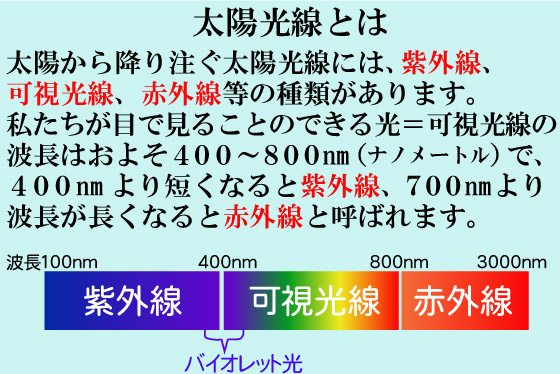 太陽光線とは
太陽から降り注ぐ太陽光線には、紫外線、
可視光線、赤外線等の種類があります。
私たちが目で見ることのできる光＝可視光線の
波長はおよそ４００～８００㎚（ナノメートル）で、
４００㎚ より短くなると紫外線、７００㎚より
波長が長くなると赤外線と呼ばれます。
波長100nm 400nm 800nm 3000nm
紫外線 可視光線 赤外線
バイオレット光